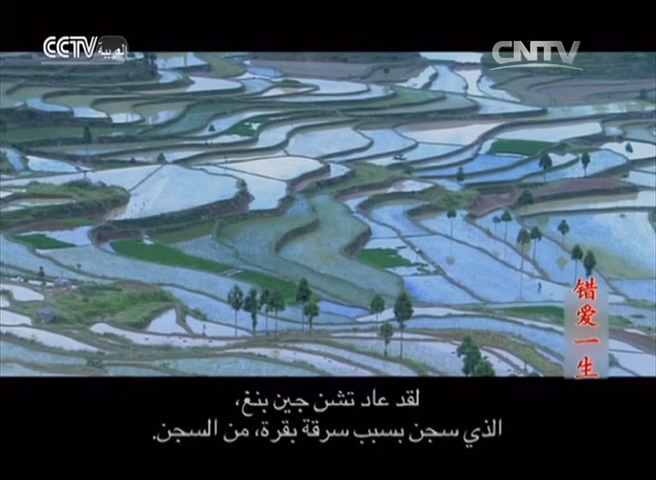 CCTV العربية
CNTV
错爱一生
لقد عاد تشن جين بنغ،
الذي سجن بسبب سرقة بقرة، من السجن.